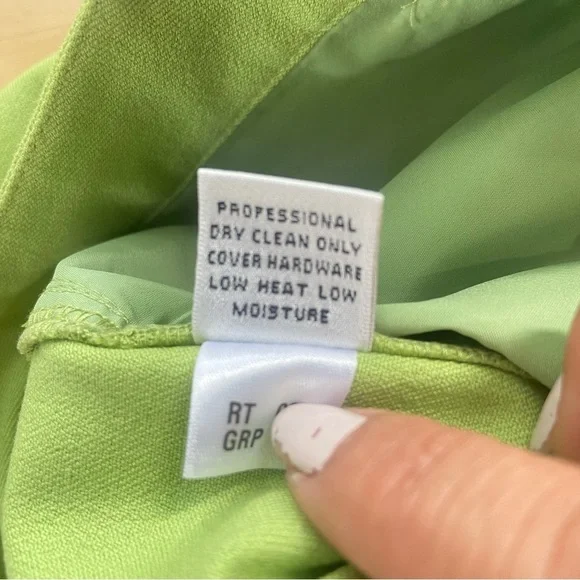 PROFESSIONAL
DRY CLEAN ONLY
COVER HARDWARE
LOW HEAT LOW
MOISTURE
RT
GRP